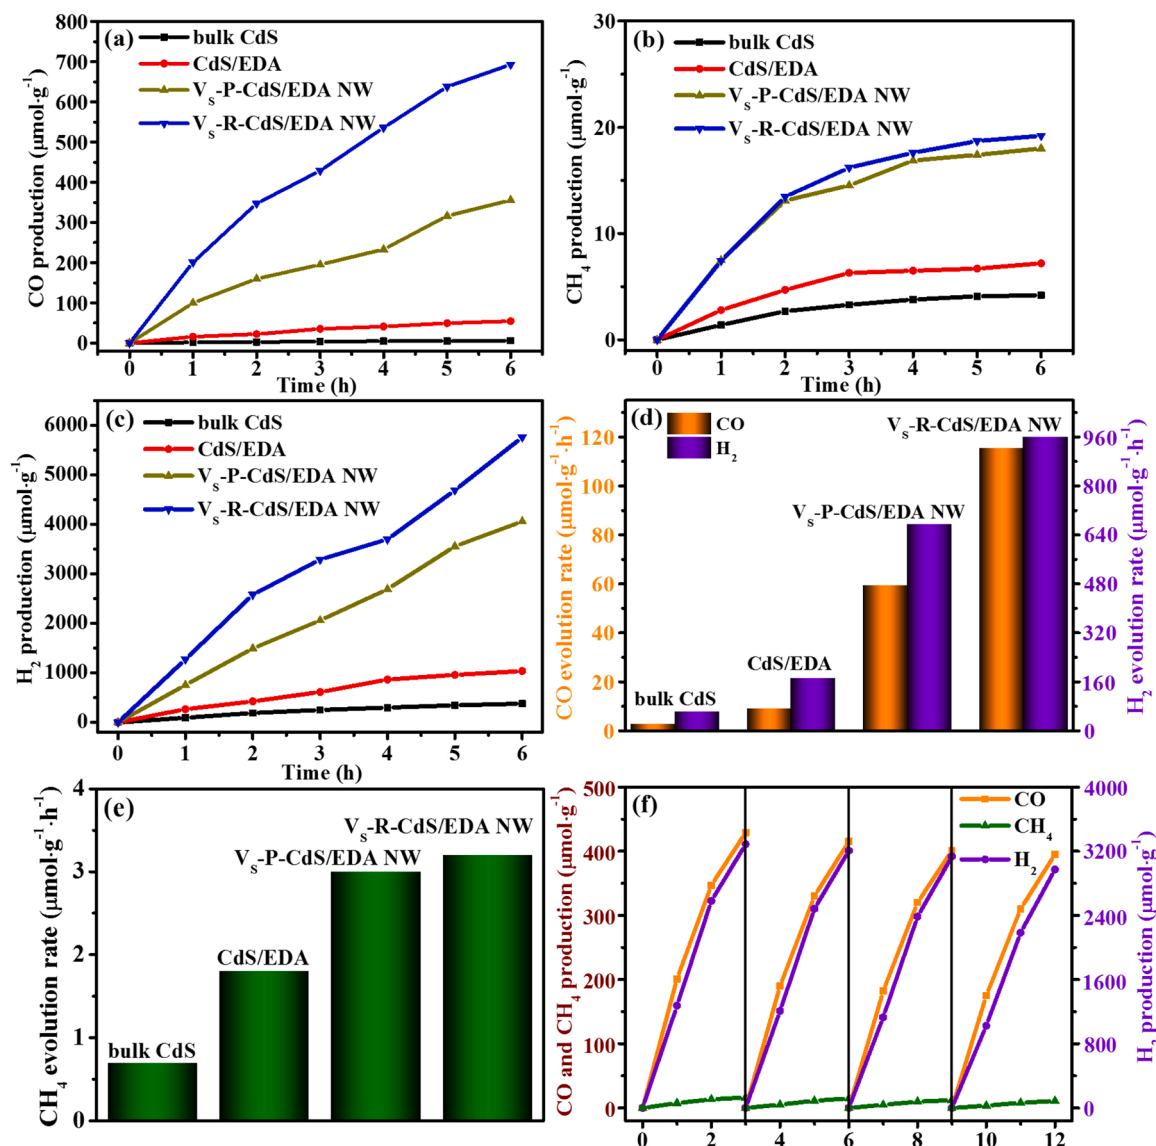 (a)
bulk CdS
CdS/EDA
Vₛ-P-CdS/EDA NW
Vₛ-R-CdS/EDA NW
CO production (μmol·g⁻¹)
800
700
600
500
400
300
200
100
0
0 1 2 3 4 5 6
Time (h)
(b)
bulk CdS
CdS/EDA
Vₛ-P-CdS/EDA NW
Vₛ-R-CdS/EDA NW
CH₄ production (μmol·g⁻¹)
30
20
10
0
0 1 2 3 4 5 6
Time (h)
(c)
bulk CdS
CdS/EDA
Vₛ-P-CdS/EDA NW
Vₛ-R-CdS/EDA NW
H₂ production (μmol·g⁻¹)
6000
5000
4000
3000
2000
1000
0
0 1 2 3 4 5 6
Time (h)
(d)
CO
H₂
CO evolution rate (μmol·g⁻¹·h⁻¹)
120
100
80
60
40
20
0
Vₛ-R-CdS/EDA NW
Vₛ-P-CdS/EDA NW
CdS/EDA
bulk CdS
960
800
640
480
320
160
0
H₂ evolution rate (μmol·g⁻¹·h⁻¹)
(e)
CH₄ evolution rate (μmol·g⁻¹·h⁻¹)
4
3
2
1
0
Vₛ-R-CdS/EDA NW
Vₛ-P-CdS/EDA NW
CdS/EDA
bulk CdS
(f)
CO
CH₄
H₂
CO and CH₄ production (μmol·g⁻¹)
500
400
300
200
100
0
0 2 4 6 8 10 12
4000
3200
2400
1600
800
0
H₂ production (μmol·g⁻¹)